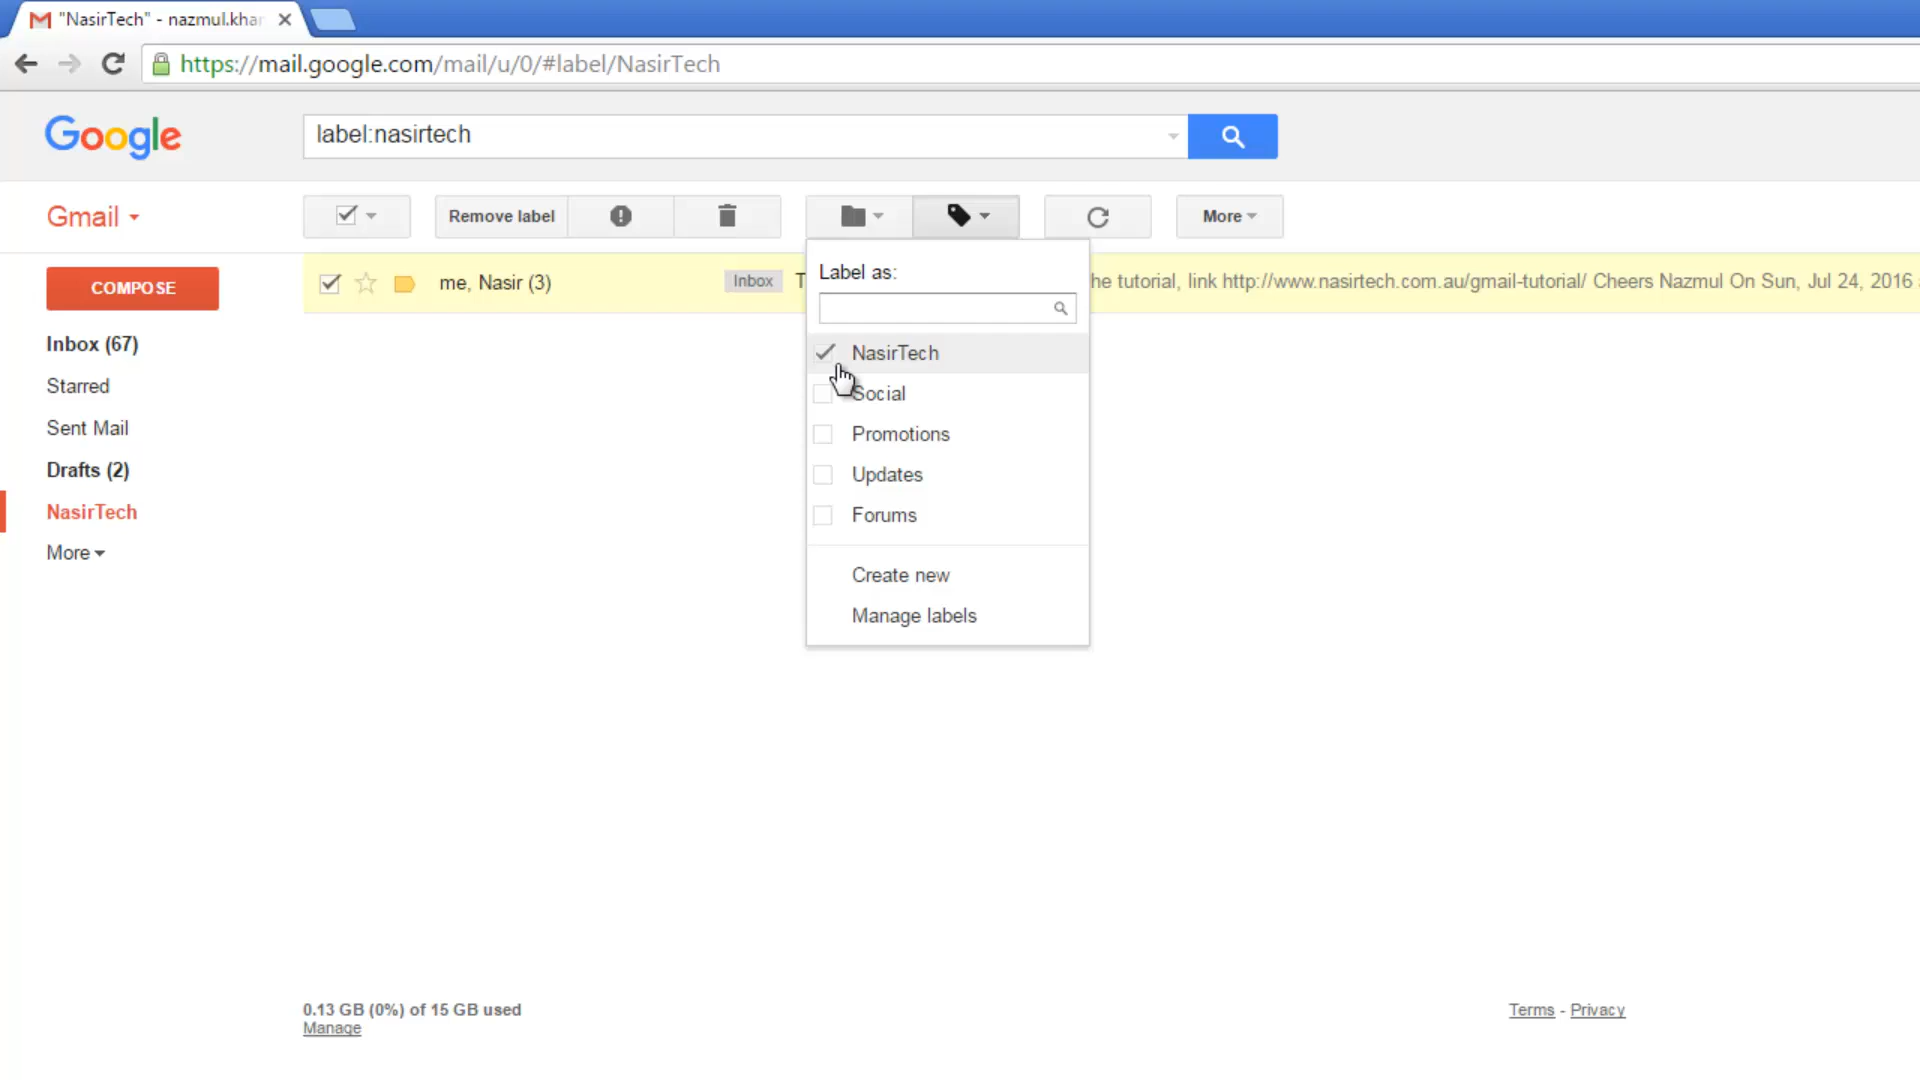 "NasirTech" - nazmul.khan
https://mail.google.com/mail/u/0/#label/NasirTech
Google
label:nasirtech
Gmail
Remove label
More
COMPOSE
me, Nasir (3)
Inbox
T
he tutorial, link http://www.nasirtech.com.au/gmail-tutorial/ Cheers Nazmul On Sun, Jul 24, 2016
Inbox (67)
Starred
Sent Mail
Drafts (2)
NasirTech
More
Label as:
NasirTech
Social
Promotions
Updates
Forums
Create new
Manage labels
0.13 GB (0%) of 15 GB used
Manage
Terms - Privacy